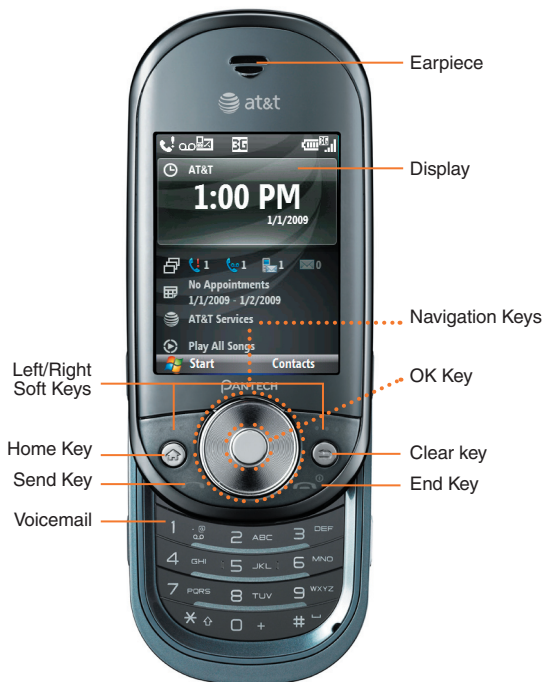 Earpiece
at&t
3G
3G
AT&T
Display
1:00 PM
1/1/2009
1 1 1 0
No Appointments
1/1/2009 - 1/2/2009
AT&T Services
Navigation Keys
Play All Songs
Start Contacts
Left/Right
Soft Keys
PANTECH
OK Key
Home Key
Clear key
Send Key
End Key
Voicemail
1 . @ 2 ABC 3 DEF
4 GHI 5 JKL 6 MNO
7 PQRS 8 TUV 9 WXYZ
* 0 + #